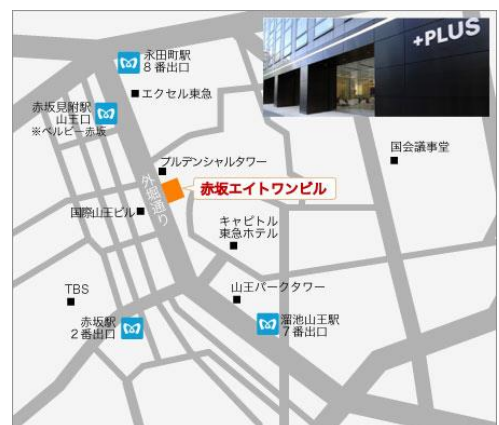 +PLUS
永田町駅
8番出口
エクセル東急
赤坂見附駅
山王口
※ベルビー赤坂
国会議事堂
プルデンシャルタワー
外堀通り
赤坂エイトワンビル
国際山王ビル
キャピトル
東急ホテル
TBS
山王パークタワー
赤坂駅
2番出口
溜池山王駅
7番出口